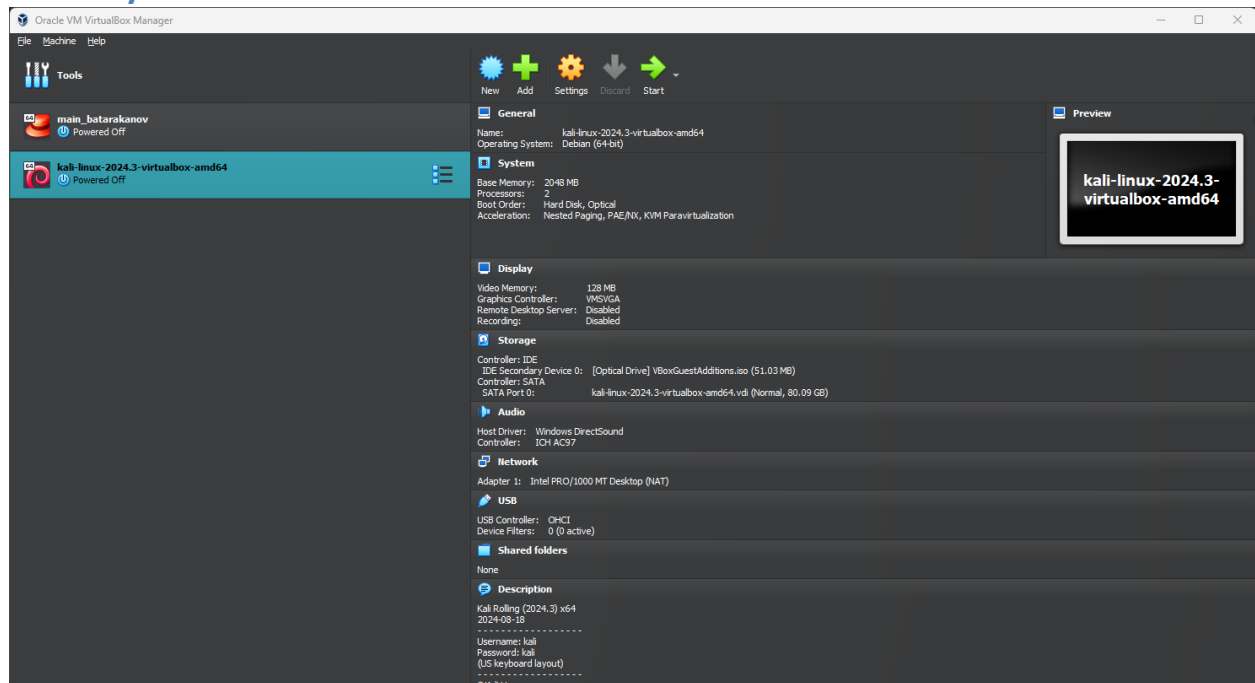 Oracle VM VirtualBox Manager
File Machine Help
Tools
New Add Settings Discard Start
64 main_batarakanov
Powered Off
64 kali-linux-2024.3-virtualbox-amd64
Powered Off
General
Name: kali-linux-2024.3-virtualbox-amd64
Operating System: Debian (64-bit)
Preview
kali-linux-2024.3-
virtualbox-amd64
System
Base Memory: 2048 MB
Processors: 2
Boot Order: Hard Disk, Optical
Acceleration: Nested Paging, PAE/NX, KVM Paravirtualization
Display
Video Memory: 128 MB
Graphics Controller: VMSVGA
Remote Desktop Server: Disabled
Recording: Disabled
Storage
Controller: IDE
IDE Secondary Device 0: [Optical Drive] VBoxGuestAdditions.iso (51.03 MB)
Controller: SATA
SATA Port 0: kali-linux-2024.3-virtualbox-amd64.vdi (Normal, 80.09 GB)
Audio
Host Driver: Windows DirectSound
Controller: ICH AC97
Network
Adapter 1: Intel PRO/1000 MT Desktop (NAT)
USB
USB Controller: OHCI
Device Filters: 0 (0 active)
Shared folders
None
Description
Kali Rolling (2024.3) x64
2024-08-18
- - - - - - - - - - - - - - - - - -
Username: kali
Password: kali
(US keyboard layout)
- - - - - - - - - - - - - - - - - -